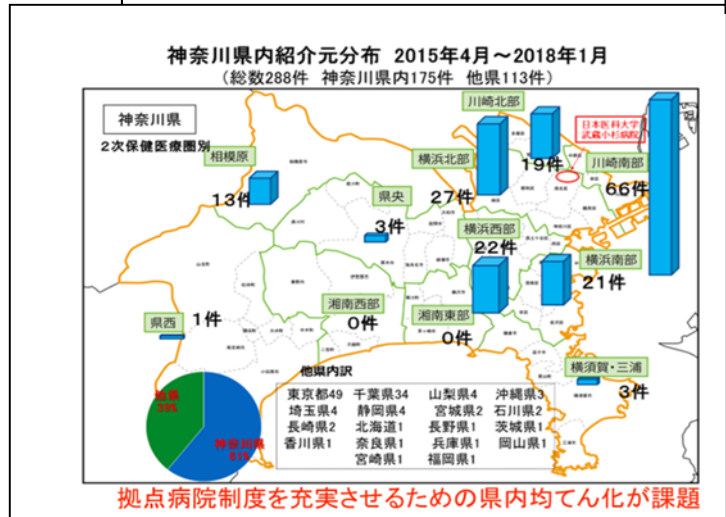 神奈川県内紹介元分布 2015年4月～2018年1月
（総数288件 神奈川県内175件 他県113件）
神奈川県
2次保健医療圏別
川崎北部
19件
日本医科大学
武蔵小杉病院
相模原
13件
横浜北部
27件
川崎南部
66件
県央
3件
横浜西部
22件
横浜南部
21件
県西
1件
湘南西部
0件
湘南東部
0件
横須賀・三浦
3件
他県
39%
神奈川県
61%
他県内訳
東京都49 千葉県34 山梨県4 沖縄県3
埼玉県4 静岡県4 宮城県2 石川県2
長崎県2 北海道1 長野県1 茨城県1
香川県1 奈良県1 兵庫県1 岡山県1
宮崎県1 福岡県1
拠点病院制度を充実させるための県内均てん化が課題